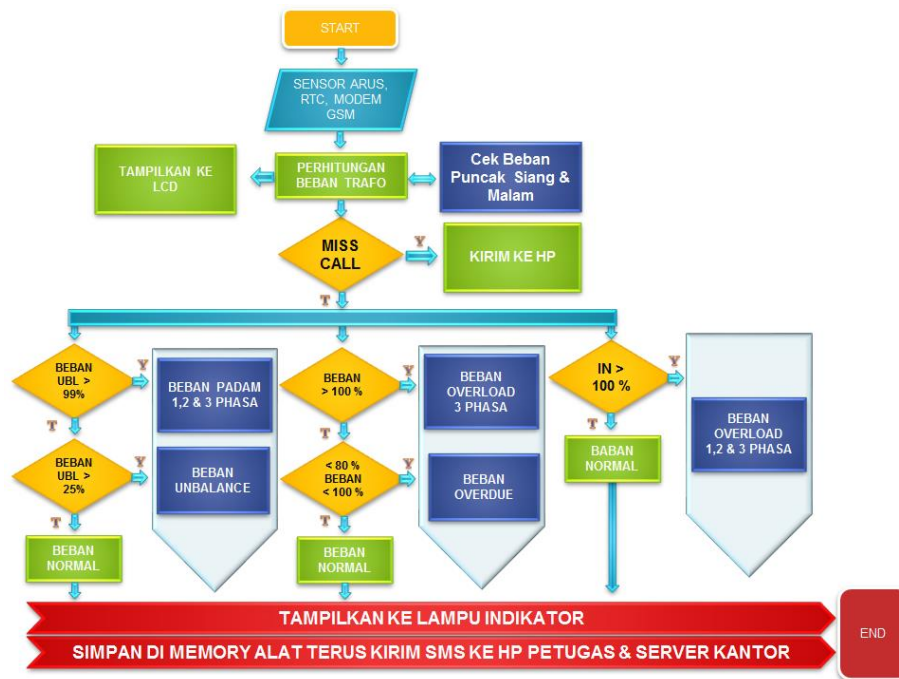 START
SENSOR ARUS,
RTC, MODEM
GSM
TAMPILKAN KE
LCD
PERHITUNGAN
BEBAN TRAFO
Cek Beban
Puncak Siang &
Malam
MISS
CALL
Y
KIRIM KE HP
T
BEBAN
UBL >
99%
Y
BEBAN PADAM
1,2 & 3 PHASA
T
BEBAN
UBL >
25%
Y
BEBAN
UNBALANCE
T
BEBAN
NORMAL
BEBAN
> 100 %
Y
BEBAN
OVERLOAD
3 PHASA
T
< 80 %
BEBAN
< 100 %
Y
BEBAN
OVERDUE
T
BEBAN
NORMAL
IN >
100 %
Y
BEBAN
OVERLOAD
1,2 & 3 PHASA
T
BABAN
NORMAL
TAMPILKAN KE LAMPU INDIKATOR
SIMPAN DI MEMORY ALAT TERUS KIRIM SMS KE HP PETUGAS & SERVER KANTOR
END